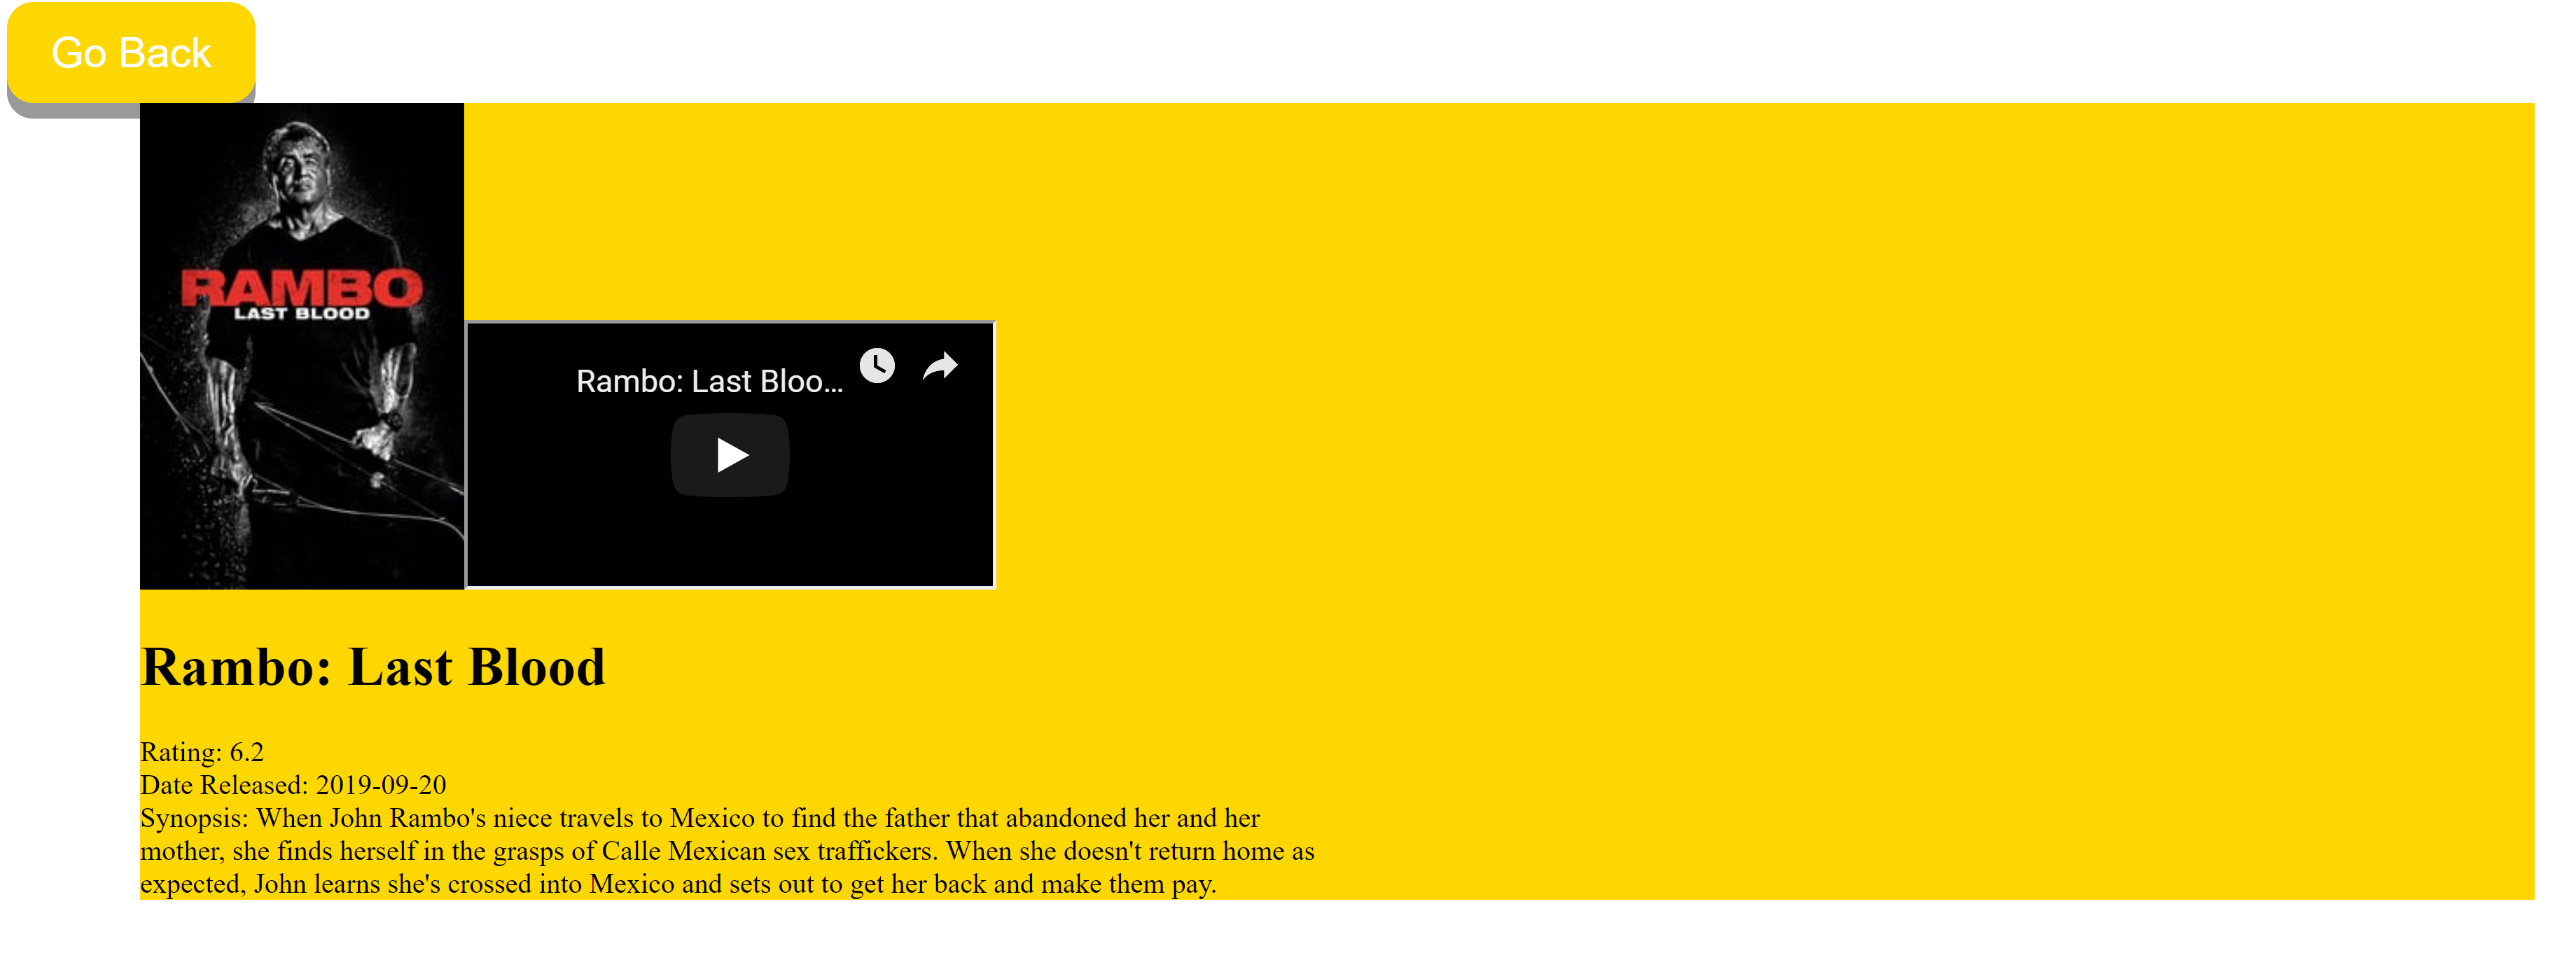 Go Back
RAMBO
LAST BLOOD
Rambo: Last Bloo...
Rambo: Last Blood
Rating: 6.2
Date Released: 2019-09-20
Synopsis: When John Rambo's niece travels to Mexico to find the father that abandoned her and her
mother, she finds herself in the grasps of Calle Mexican sex traffickers. When she doesn't return home as
expected, John learns she's crossed into Mexico and sets out to get her back and make them pay.